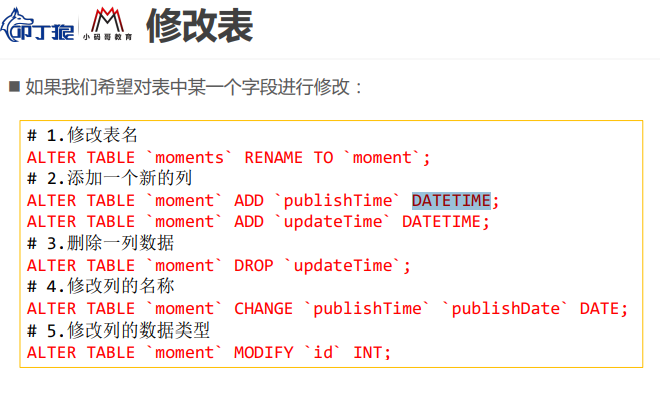 叩丁狼
小码哥教育
修改表
■ 如果我们希望对表中某一个字段进行修改：
# 1.修改表名
ALTER TABLE `moments` RENAME TO `moment`;
# 2.添加一个新的列
ALTER TABLE `moment` ADD `publishTime` DATETIME;
ALTER TABLE `moment` ADD `updateTime` DATETIME;
# 3.删除一列数据
ALTER TABLE `moment` DROP `updateTime`;
# 4.修改列的名称
ALTER TABLE `moment` CHANGE `publishTime` `publishDate` DATE;
# 5.修改列的数据类型
ALTER TABLE `moment` MODIFY `id` INT;